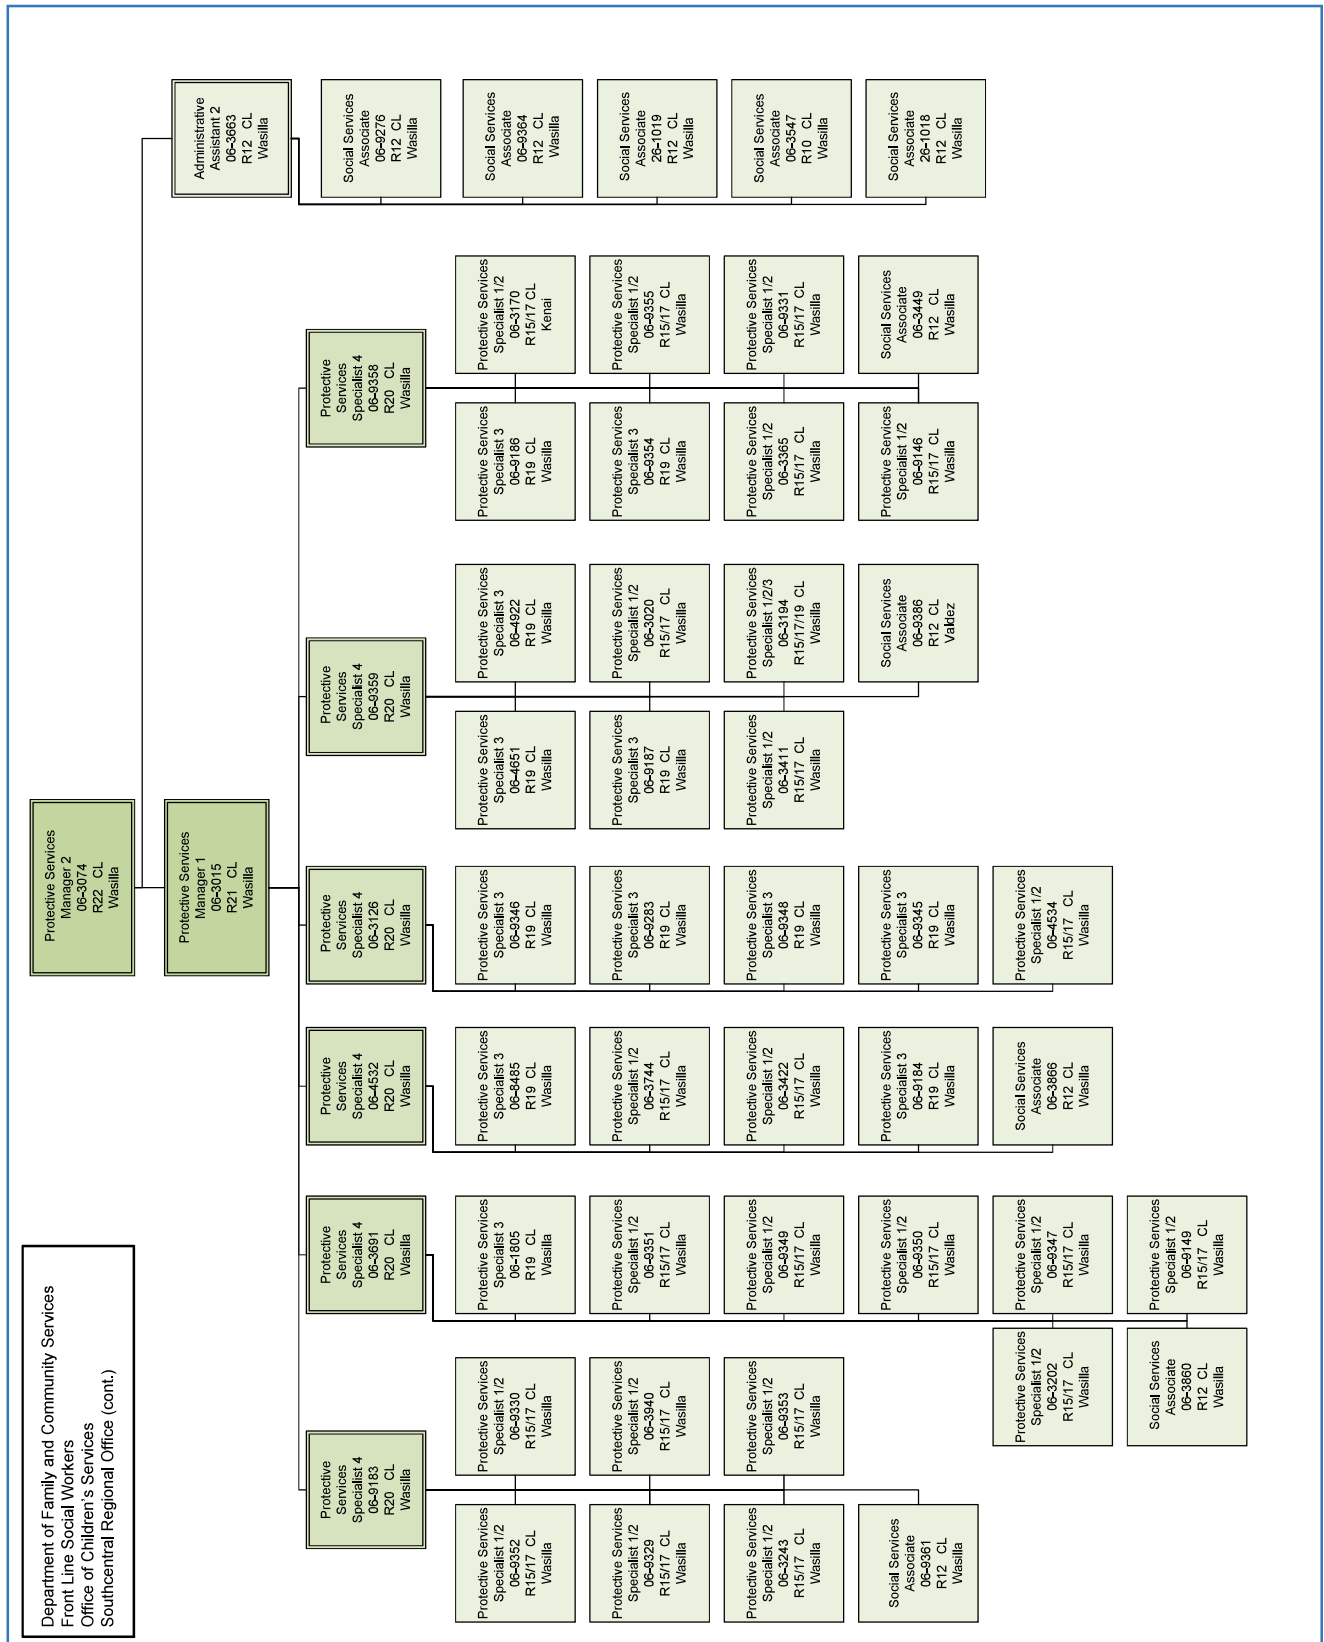 Department of Family and Community Services
Front Line Social Workers
Office of Children's Services
Southcentral Regional Office (cont.)
Protective Services
Manager 2
06-3074
R22 CL
Wasilla
Protective Services
Manager 1
06-3015
R21 CL
Wasilla
Administrative
Assistant 2
06-3663
R12 CL
Wasilla
Social Services
Associate
06-9276
R12 CL
Wasilla
Social Services
Associate
06-9364
R12 CL
Wasilla
Social Services
Associate
26-1019
R12 CL
Wasilla
Social Services
Associate
06-3547
R10 CL
Wasilla
Social Services
Associate
26-1018
R12 CL
Wasilla
Protective
Services
Specialist 4
06-9183
R20 CL
Wasilla
Protective Services
Specialist 1/2
06-9352
R15/17 CL
Wasilla
Protective Services
Specialist 1/2
06-9330
R15/17 CL
Wasilla
Protective Services
Specialist 1/2
06-9329
R15/17 CL
Wasilla
Protective Services
Specialist 1/2
06-3940
R15/17 CL
Wasilla
Protective Services
Specialist 1/2
06-3243
R15/17 CL
Wasilla
Protective Services
Specialist 1/2
06-9353
R15/17 CL
Wasilla
Social Services
Associate
06-9361
R12 CL
Wasilla
Protective
Services
Specialist 4
06-3691
R20 CL
Wasilla
Protective Services
Specialist 3
06-1805
R19 CL
Wasilla
Protective Services
Specialist 1/2
06-9351
R15/17 CL
Wasilla
Protective Services
Specialist 1/2
06-9349
R15/17 CL
Wasilla
Protective Services
Specialist 1/2
06-9350
R15/17 CL
Wasilla
Protective Services
Specialist 1/2
06-3202
R15/17 CL
Wasilla
Protective Services
Specialist 1/2
06-9347
R15/17 CL
Wasilla
Social Services
Associate
06-3860
R12 CL
Wasilla
Protective Services
Specialist 1/2
06-9149
R15/17 CL
Wasilla
Protective
Services
Specialist 4
06-4532
R20 CL
Wasilla
Protective Services
Specialist 3
06-8485
R19 CL
Wasilla
Protective Services
Specialist 1/2
06-3744
R15/17 CL
Wasilla
Protective Services
Specialist 1/2
06-3422
R15/17 CL
Wasilla
Protective Services
Specialist 3
06-9184
R19 CL
Wasilla
Social Services
Associate
06-3866
R12 CL
Wasilla
Protective
Services
Specialist 4
06-3126
R20 CL
Wasilla
Protective Services
Specialist 3
06-9346
R19 CL
Wasilla
Protective Services
Specialist 3
06-9283
R19 CL
Wasilla
Protective Services
Specialist 3
06-9348
R19 CL
Wasilla
Protective Services
Specialist 3
06-9345
R19 CL
Wasilla
Protective Services
Specialist 1/2
06-4534
R15/17 CL
Wasilla
Protective
Services
Specialist 4
06-9359
R20 CL
Wasilla
Protective Services
Specialist 3
06-4651
R19 CL
Wasilla
Protective Services
Specialist 3
06-4922
R19 CL
Wasilla
Protective Services
Specialist 3
06-9187
R19 CL
Wasilla
Protective Services
Specialist 1/2
06-3020
R15/17 CL
Wasilla
Protective Services
Specialist 1/2
06-3411
R15/17 CL
Wasilla
Protective Services
Specialist 1/2/3
06-3194
R15/17/19 CL
Wasilla
Social Services
Associate
06-9386
R12 CL
Valdez
Protective
Services
Specialist 4
06-9358
R20 CL
Wasilla
Protective Services
Specialist 3
06-9186
R19 CL
Wasilla
Protective Services
Specialist 1/2
06-3170
R15/17 CL
Kenai
Protective Services
Specialist 3
06-9354
R19 CL
Wasilla
Protective Services
Specialist 1/2
06-9355
R15/17 CL
Wasilla
Protective Services
Specialist 1/2
06-3365
R15/17 CL
Wasilla
Protective Services
Specialist 1/2
06-9331
R15/17 CL
Wasilla
Protective Services
Specialist 1/2
06-9146
R15/17 CL
Wasilla
Social Services
Associate
06-3449
R12 CL
Wasilla